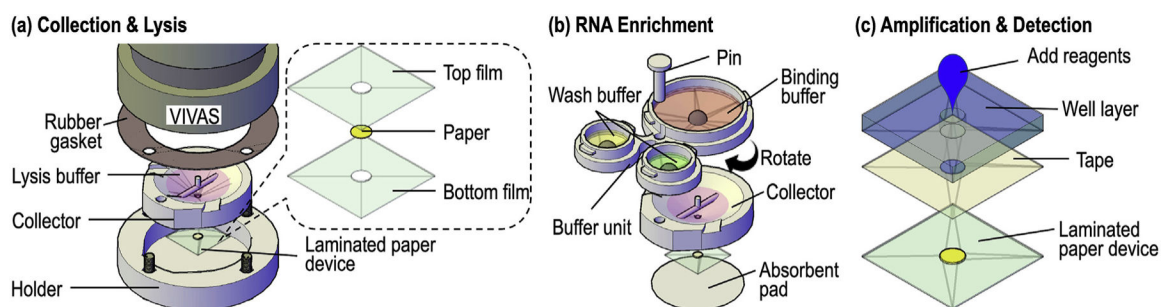 (a) Collection & Lysis
VIVAS
Rubber
gasket
Lysis buffer
Collector
Holder
Top film
Paper
Bottom film
Laminated paper
device
(b) RNA Enrichment
Pin
Wash buffer
Binding
buffer
Rotate
Collector
Buffer unit
Absorbent
pad
(c) Amplification & Detection
Add reagents
Well layer
Tape
Laminated
paper device